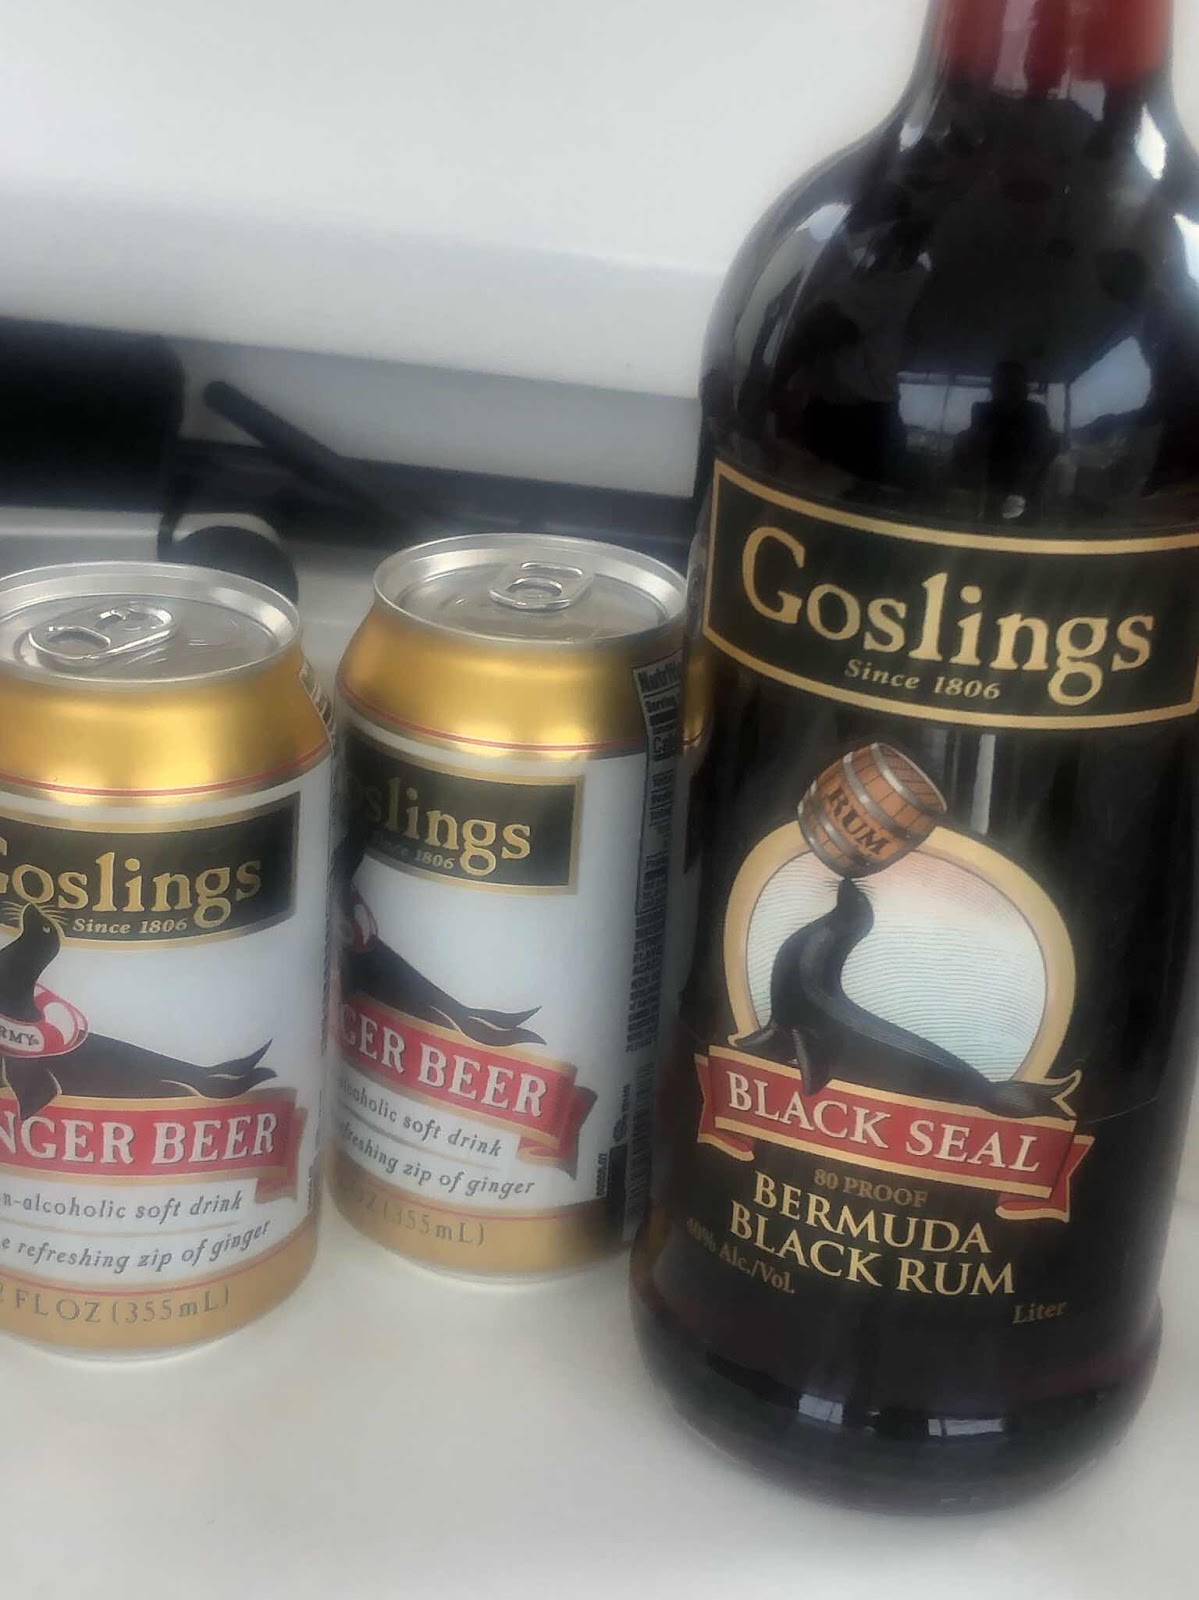 Goslings
Since 1806
RUM
BLACK SEAL
80 PROOF
BERMUDA
BLACK RUM
40% Alc./Vol.
Liter
oslings
Since 1806
GER BEER
alcoholic soft drink
freshing zip of ginger
OZ (355mL)
Goslings
Since 1806
RMY
NGER BEER
n-alcoholic soft drink
e refreshing zip of ginger
2 FL OZ (355mL)